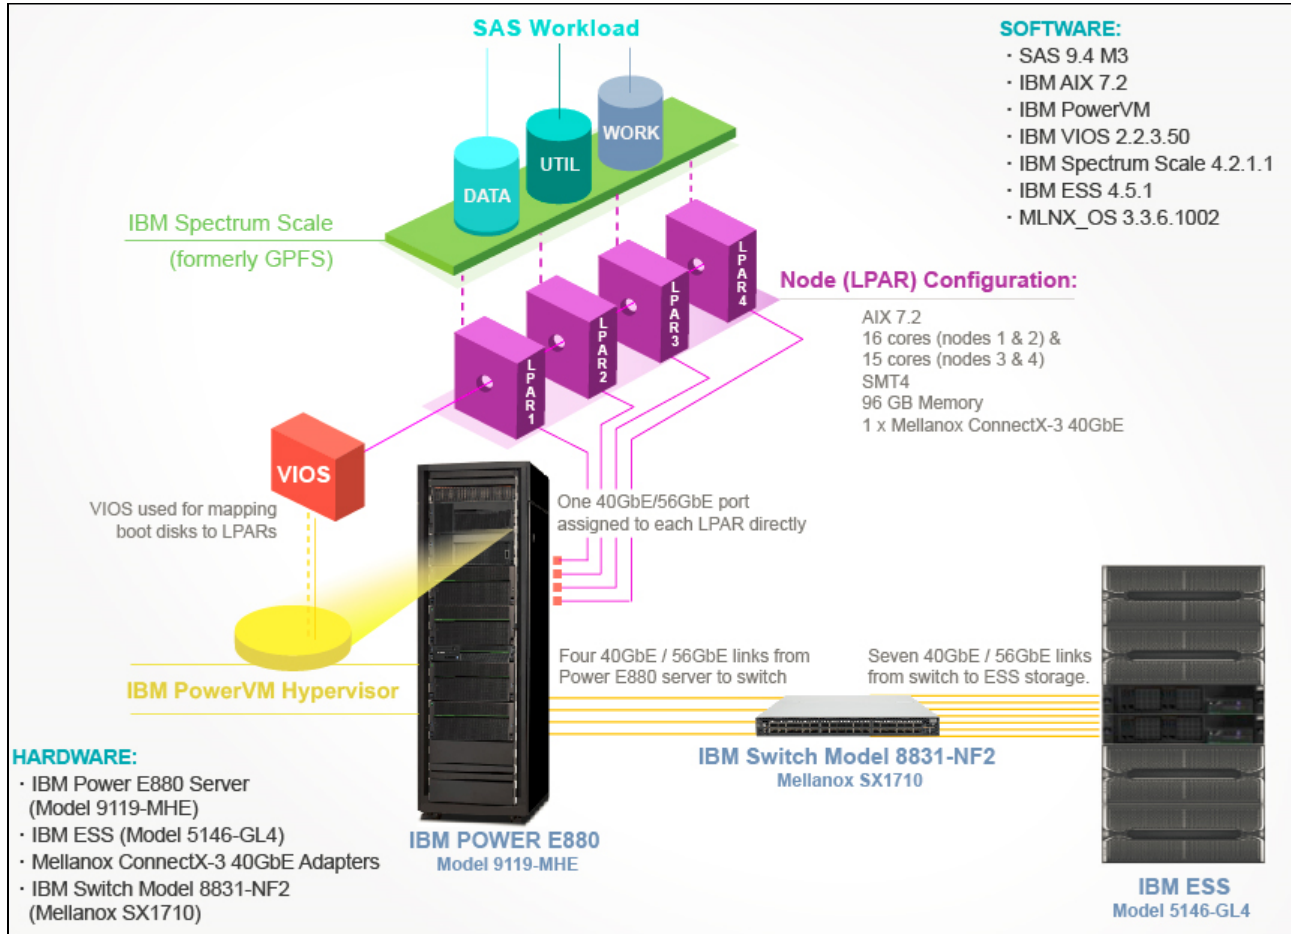 SAS Workload
DATA
UTIL
WORK
IBM Spectrum Scale
(formerly GPFS)
SOFTWARE:
· SAS 9.4 M3
· IBM AIX 7.2
· IBM PowerVM
· IBM VIOS 2.2.3.50
· IBM Spectrum Scale 4.2.1.1
· IBM ESS 4.5.1
· MLNX_OS 3.3.6.1002
LPAR1
LPAR2
LPAR3
LPAR4
Node (LPAR) Configuration:
AIX 7.2
16 cores (nodes 1 & 2) &
15 cores (nodes 3 & 4)
SMT4
96 GB Memory
1 x Mellanox ConnectX-3 40GbE
VIOS
VIOS used for mapping
boot disks to LPARs
One 40GbE/56GbE port
assigned to each LPAR directly
IBM PowerVM Hypervisor
Four 40GbE / 56GbE links from
Power E880 server to switch
Seven 40GbE / 56GbE links
from switch to ESS storage.
IBM Switch Model 8831-NF2
Mellanox SX1710
HARDWARE:
· IBM Power E880 Server
(Model 9119-MHE)
· IBM ESS (Model 5146-GL4)
· Mellanox ConnectX-3 40GbE Adapters
· IBM Switch Model 8831-NF2
(Mellanox SX1710)
IBM POWER E880
Model 9119-MHE
IBM ESS
Model 5146-GL4